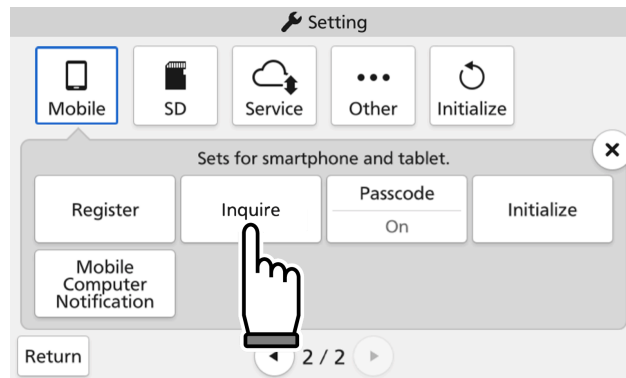 Setting
Mobile
SD
Service
Other
Initialize
Sets for smartphone and tablet.
Register
Inquire
Passcode
On
Initialize
Mobile
Computer
Notification
Return
2 / 2